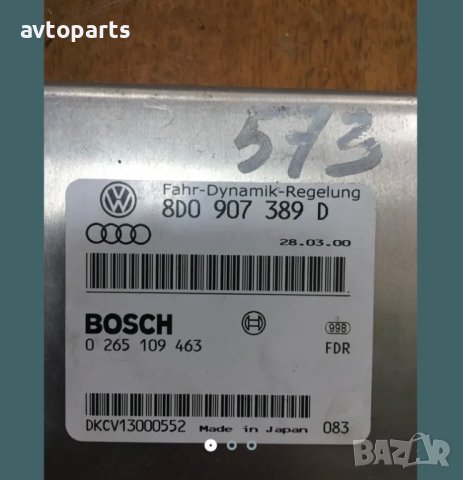 avtoparts
573
Fahr-Dynamik-Regelung
8D0 907 389 D
28.03.00
BOSCH
0 265 109 463
998
FDR
DKCV13000552 Made in Japan 083
BAZAR